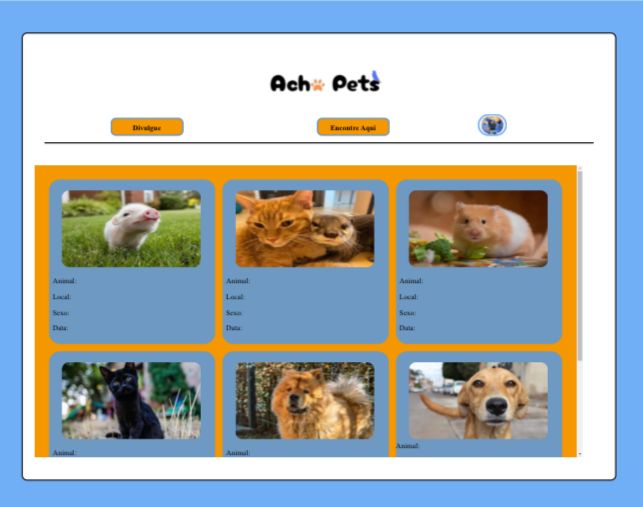 Acho Pets
Divulgue
Encontre Aqui
Animal:
Local:
Sexo:
Data:
Animal:
Local:
Sexo:
Data:
Animal:
Local:
Sexo:
Data:
Animal:
Animal:
Animal: